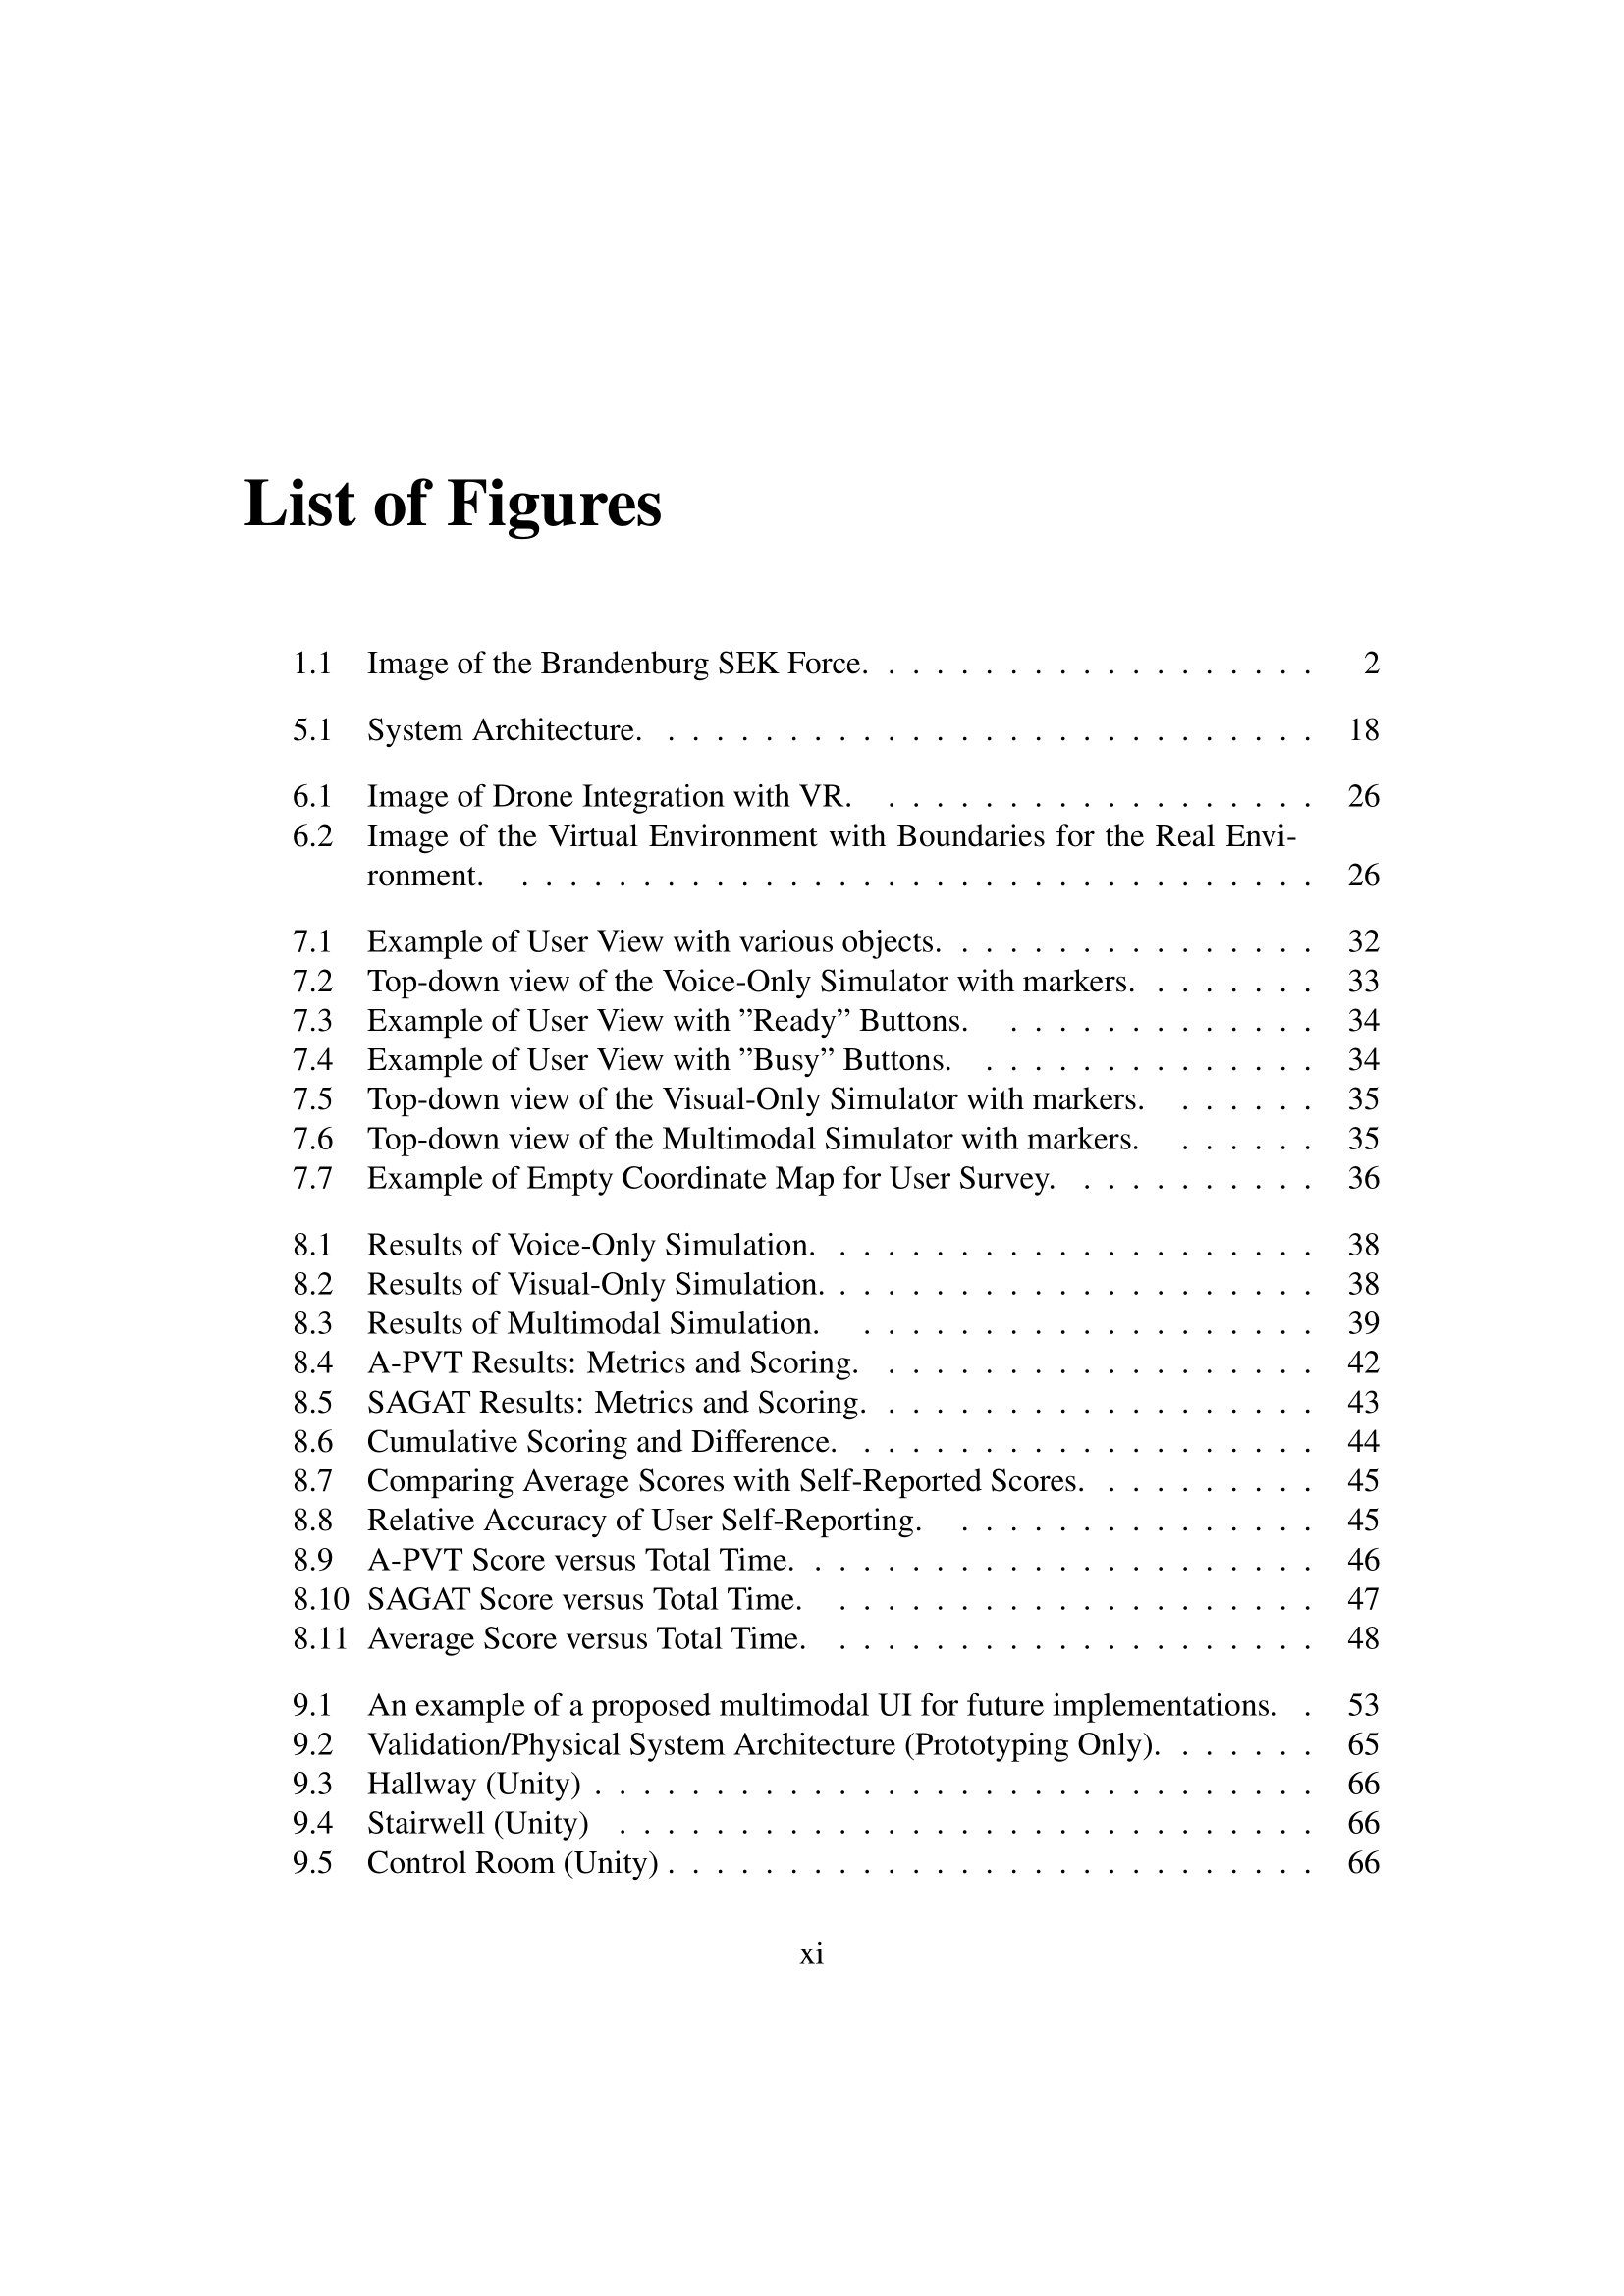 List of Figures
1.1 Image of the Brandenburg SEK Force. . . . . . . . . . . . . . . . . . . 2
5.1 System Architecture. . . . . . . . . . . . . . . . . . . . . . . . . . . . 18
6.1 Image of Drone Integration with VR. . . . . . . . . . . . . . . . . . . 26
6.2 Image of the Virtual Environment with Boundaries for the Real Envi-
ronment. . . . . . . . . . . . . . . . . . . . . . . . . . . . . . . . . . 26
7.1 Example of User View with various objects. . . . . . . . . . . . . . . . 32
7.2 Top-down view of the Voice-Only Simulator with markers. . . . . . . . 33
7.3 Example of User View with ”Ready” Buttons. . . . . . . . . . . . . . 34
7.4 Example of User View with ”Busy” Buttons. . . . . . . . . . . . . . . 34
7.5 Top-down view of the Visual-Only Simulator with markers. . . . . . . 35
7.6 Top-down view of the Multimodal Simulator with markers. . . . . . . 35
7.7 Example of Empty Coordinate Map for User Survey. . . . . . . . . . . 36
8.1 Results of Voice-Only Simulation. . . . . . . . . . . . . . . . . . . . . 38
8.2 Results of Visual-Only Simulation. . . . . . . . . . . . . . . . . . . . . 38
8.3 Results of Multimodal Simulation. . . . . . . . . . . . . . . . . . . . 39
8.4 A-PVT Results: Metrics and Scoring. . . . . . . . . . . . . . . . . . . 42
8.5 SAGAT Results: Metrics and Scoring. . . . . . . . . . . . . . . . . . . 43
8.6 Cumulative Scoring and Difference. . . . . . . . . . . . . . . . . . . . 44
8.7 Comparing Average Scores with Self-Reported Scores. . . . . . . . . . 45
8.8 Relative Accuracy of User Self-Reporting. . . . . . . . . . . . . . . . 45
8.9 A-PVT Score versus Total Time. . . . . . . . . . . . . . . . . . . . . . 46
8.10 SAGAT Score versus Total Time. . . . . . . . . . . . . . . . . . . . . 47
8.11 Average Score versus Total Time. . . . . . . . . . . . . . . . . . . . . 48
9.1 An example of a proposed multimodal UI for future implementations. . 53
9.2 Validation/Physical System Architecture (Prototyping Only). . . . . . . 65
9.3 Hallway (Unity) . . . . . . . . . . . . . . . . . . . . . . . . . . . . . . 66
9.4 Stairwell (Unity) . . . . . . . . . . . . . . . . . . . . . . . . . . . . . 66
9.5 Control Room (Unity) . . . . . . . . . . . . . . . . . . . . . . . . . . . 66
xi